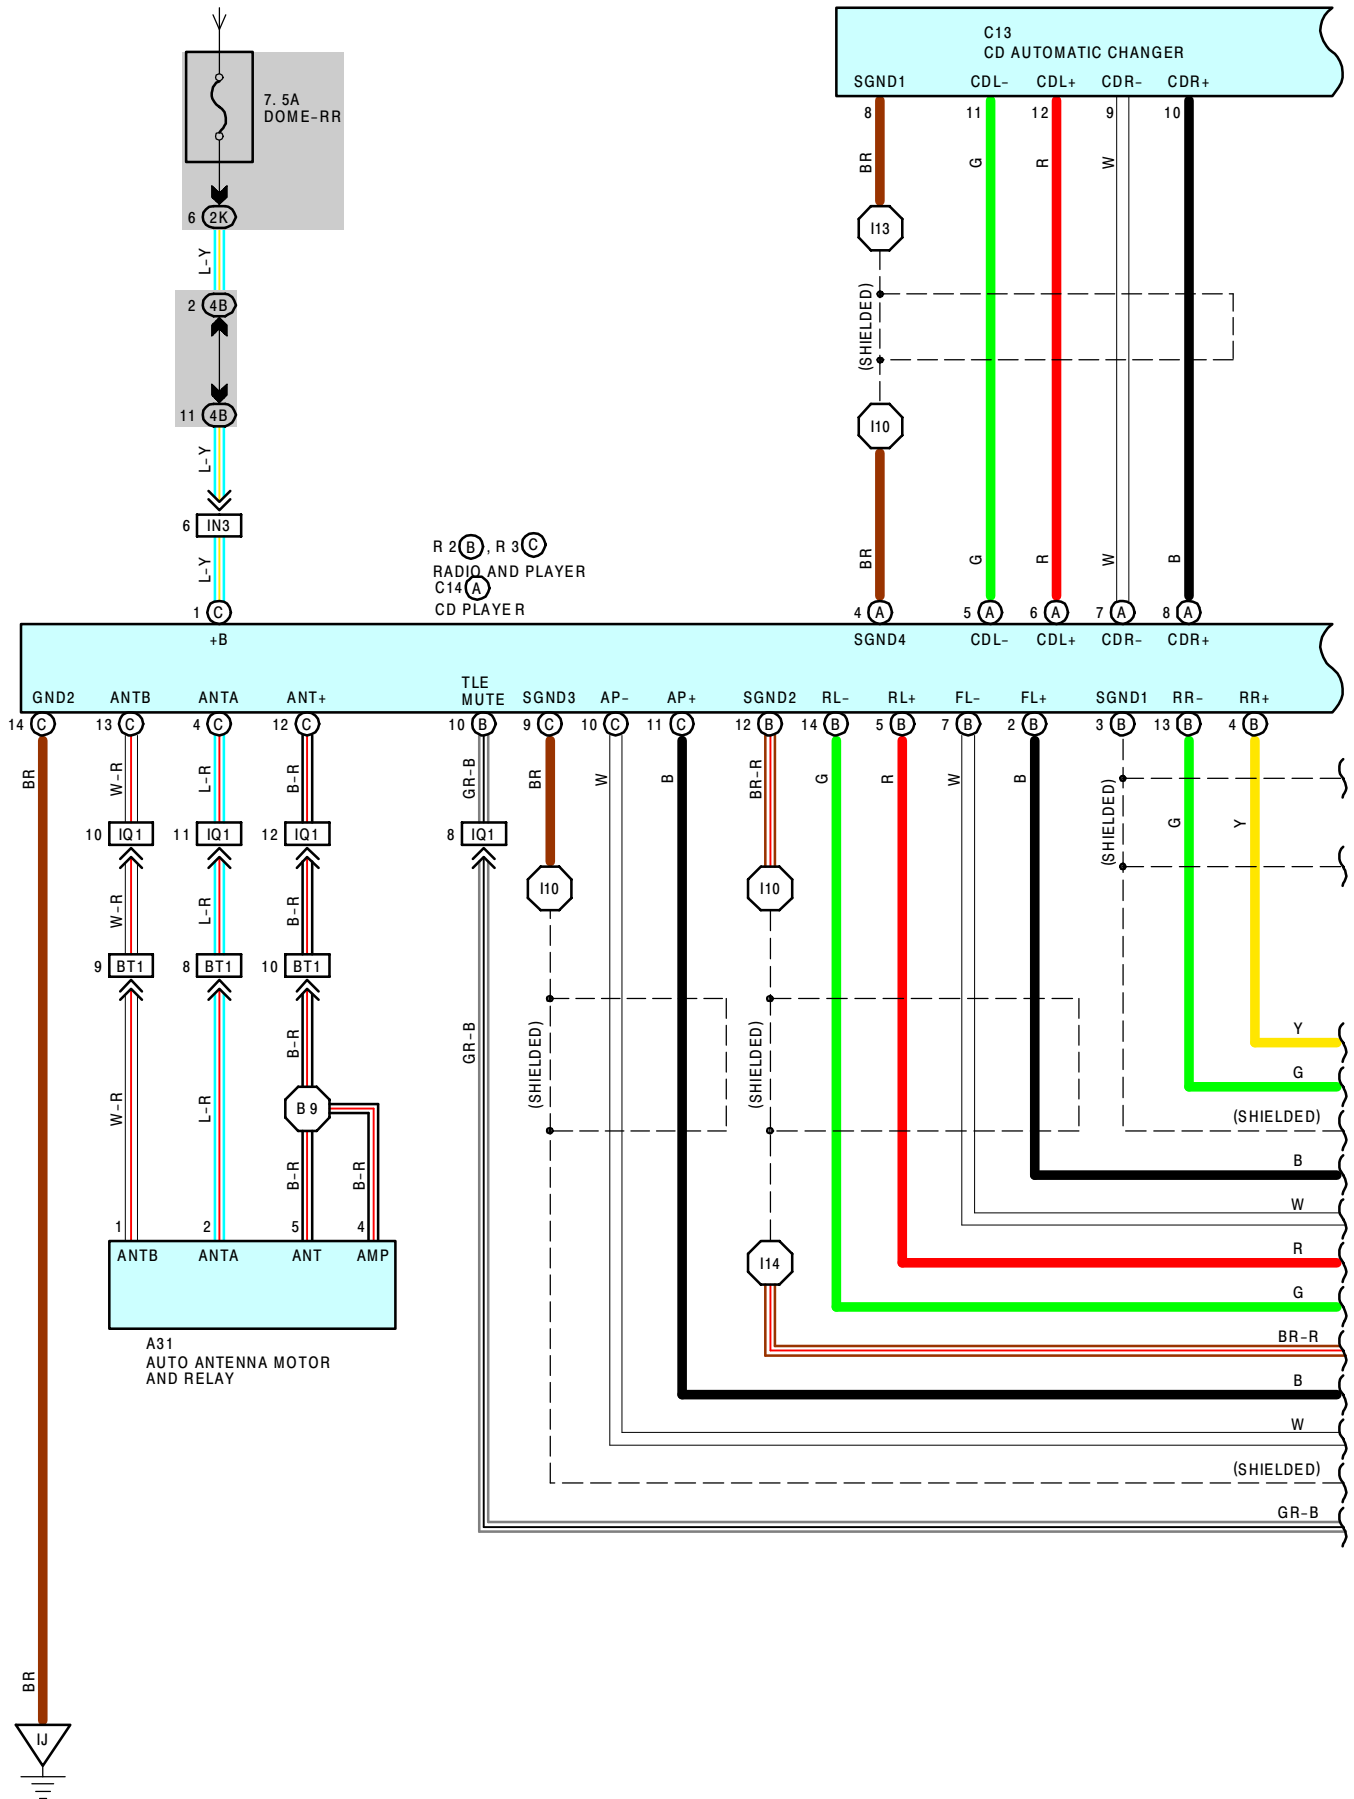 C13
CD AUTOMATIC CHANGER
SGND1 CDL- CDL+ CDR- CDR+
8 11 12 9 10
BR G R W
7. 5A
DOME-RR
6 2K
L-Y
2 4B
11 4B
L-Y
6 IN3
L-Y
1 C
+B
I13
(SHIELDED)
I10
BR G R W B
4 A 5 A 6 A 7 A 8 A
SGND4 CDL- CDL+ CDR- CDR+
R 2 B , R 3 C
RADIO AND PLAYER
C14 A
CD PLAYER
GND2 ANTB ANTA ANT+ TLE MUTE SGND3 AP- AP+ SGND2 RL- RL+ FL- FL+ SGND1 RR- RR+
14 C 13 C 4 C 12 C 10 B 9 C 10 C 11 C 12 B 14 B 5 B 7 B 2 B 3 B 13 B 4 B
BR W-R L-R B-R GR-B BR W B BR-R G R W B (SHIELDED) G Y
10 IQ1 11 IQ1 12 IQ1 8 IQ1
I10 I10
W-R L-R B-R
9 BT1 8 BT1 10 BT1
B-R GR-B (SHIELDED) (SHIELDED)
Y
G
B 9
W-R L-R
(SHIELDED)
B-R B-R
B
W
1 2 5 4
ANTB ANTA ANT AMP
R
I14
G
A31
AUTO ANTENNA MOTOR
AND RELAY
BR-R
B
W
(SHIELDED)
GR-B
BR
IJ